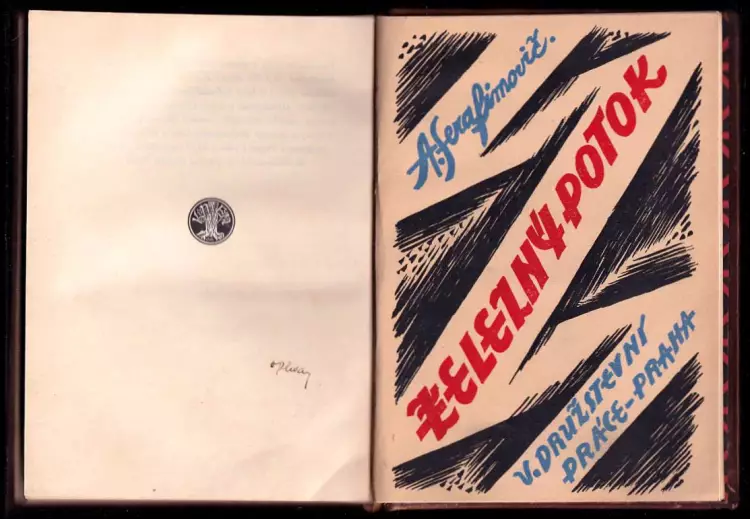 A. Serafimovič.
ŽELEZNÝ POTOK
V. DRUŽSTEVNÍ
PRÁCE-PRAHA